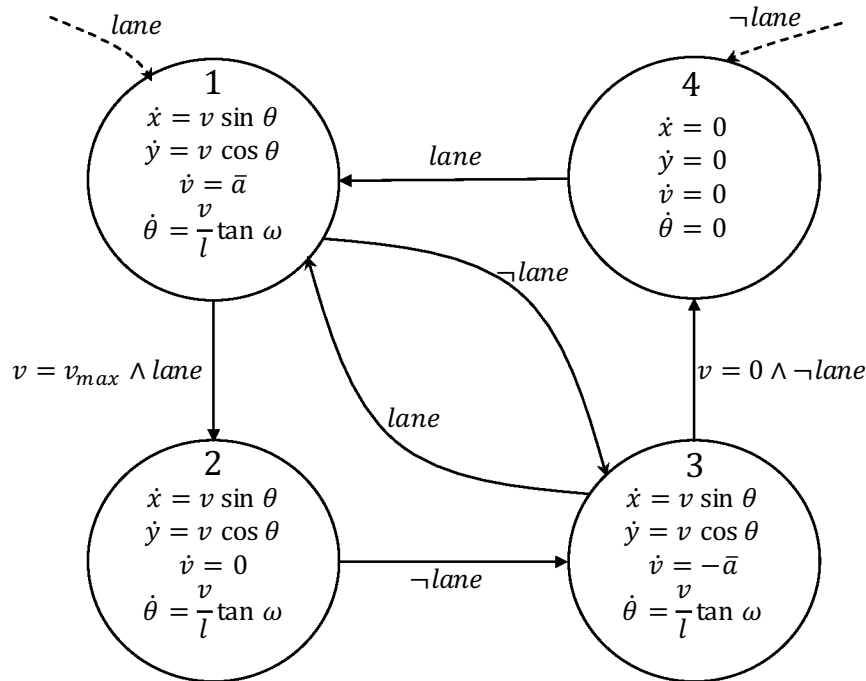 lane
¬lane
1
ẋ = v sin θ
ẏ = v cos θ
v̇ = ā
θ̇ = v/l tan ω
4
ẋ = 0
ẏ = 0
v̇ = 0
θ̇ = 0
lane
¬lane
v = v_max ∧ lane
v = 0 ∧ ¬lane
lane
2
ẋ = v sin θ
ẏ = v cos θ
v̇ = 0
θ̇ = v/l tan ω
¬lane
3
ẋ = v sin θ
ẏ = v cos θ
v̇ = −ā
θ̇ = v/l tan ω